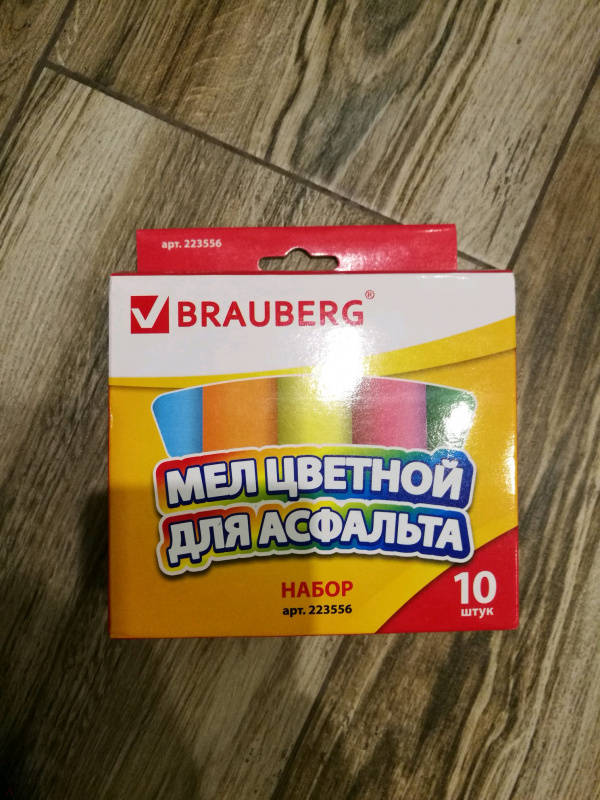 арт. 223556
BRAUBERG®
МЕЛ ЦВЕТНОЙ
ДЛЯ АСФАЛЬТА
НАБОР
арт. 223556
10
штук